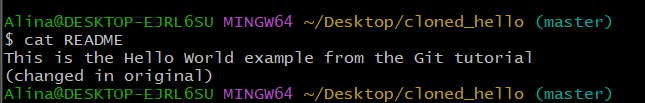 Alina@DESKTOP-EJRL6SU MINGW64 ~/Desktop/cloned_hello (master)
$ cat README
This is the Hello World example from the Git tutorial
(changed in original)
Alina@DESKTOP-EJRL6SU MINGW64 ~/Desktop/cloned_hello (master)